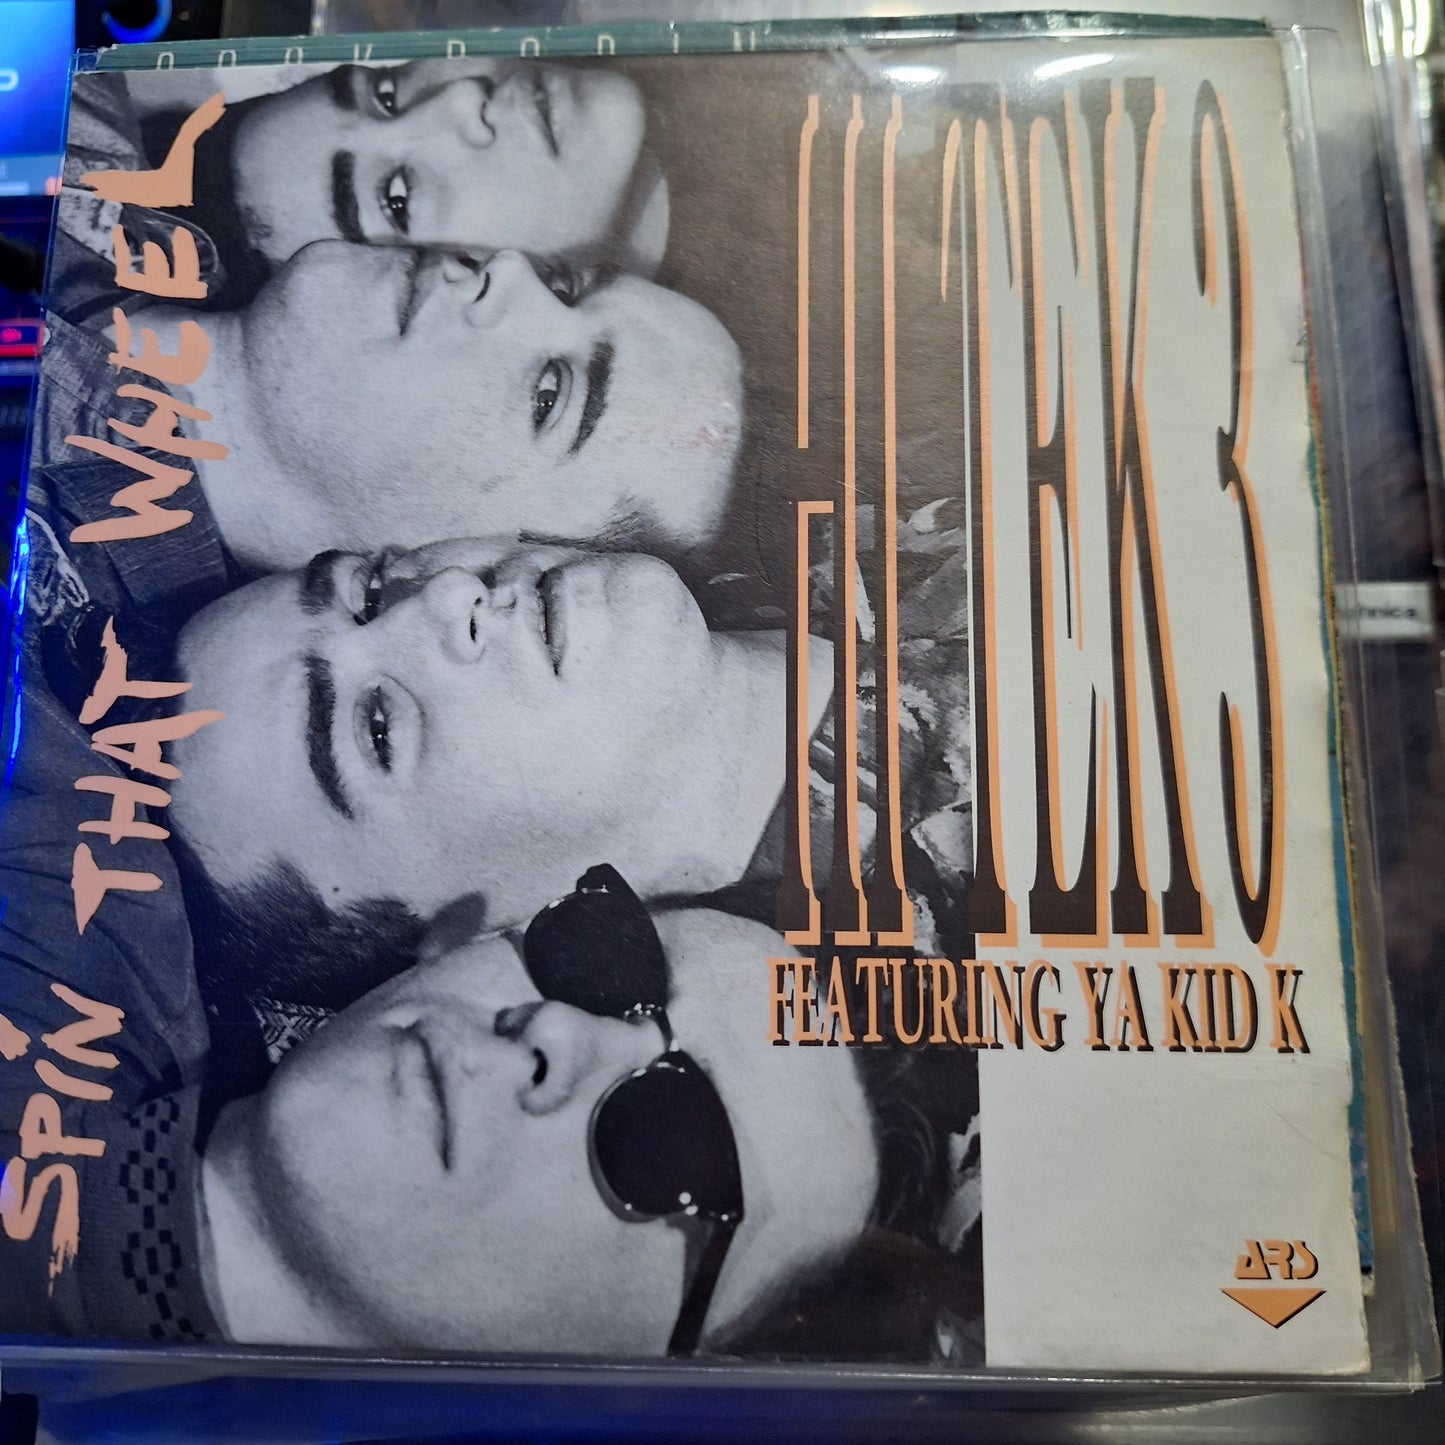 SPIN THAT WHEEL
HI TEK 3
FEATURING YA KID K
ARS